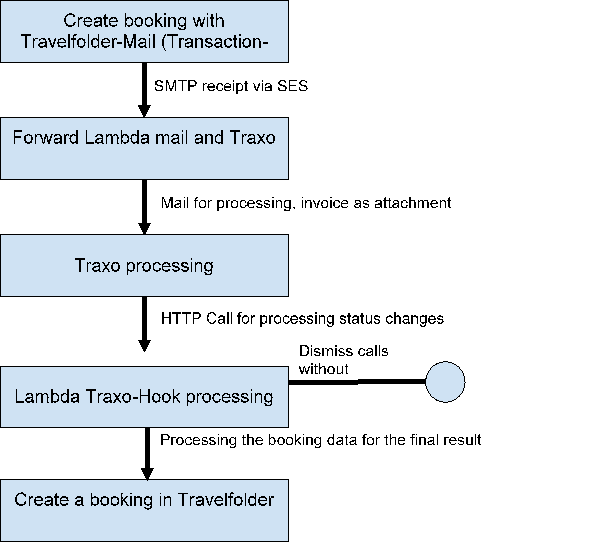 Create booking with
Travelfolder-Mail (Transaction-
SMTP receipt via SES
Forward Lambda mail and Traxo
Mail for processing, invoice as attachment
Traxo processing
HTTP Call for processing status changes
Dismiss calls
without
Lambda Traxo-Hook processing
Processing the booking data for the final result
Create a booking in Travelfolder